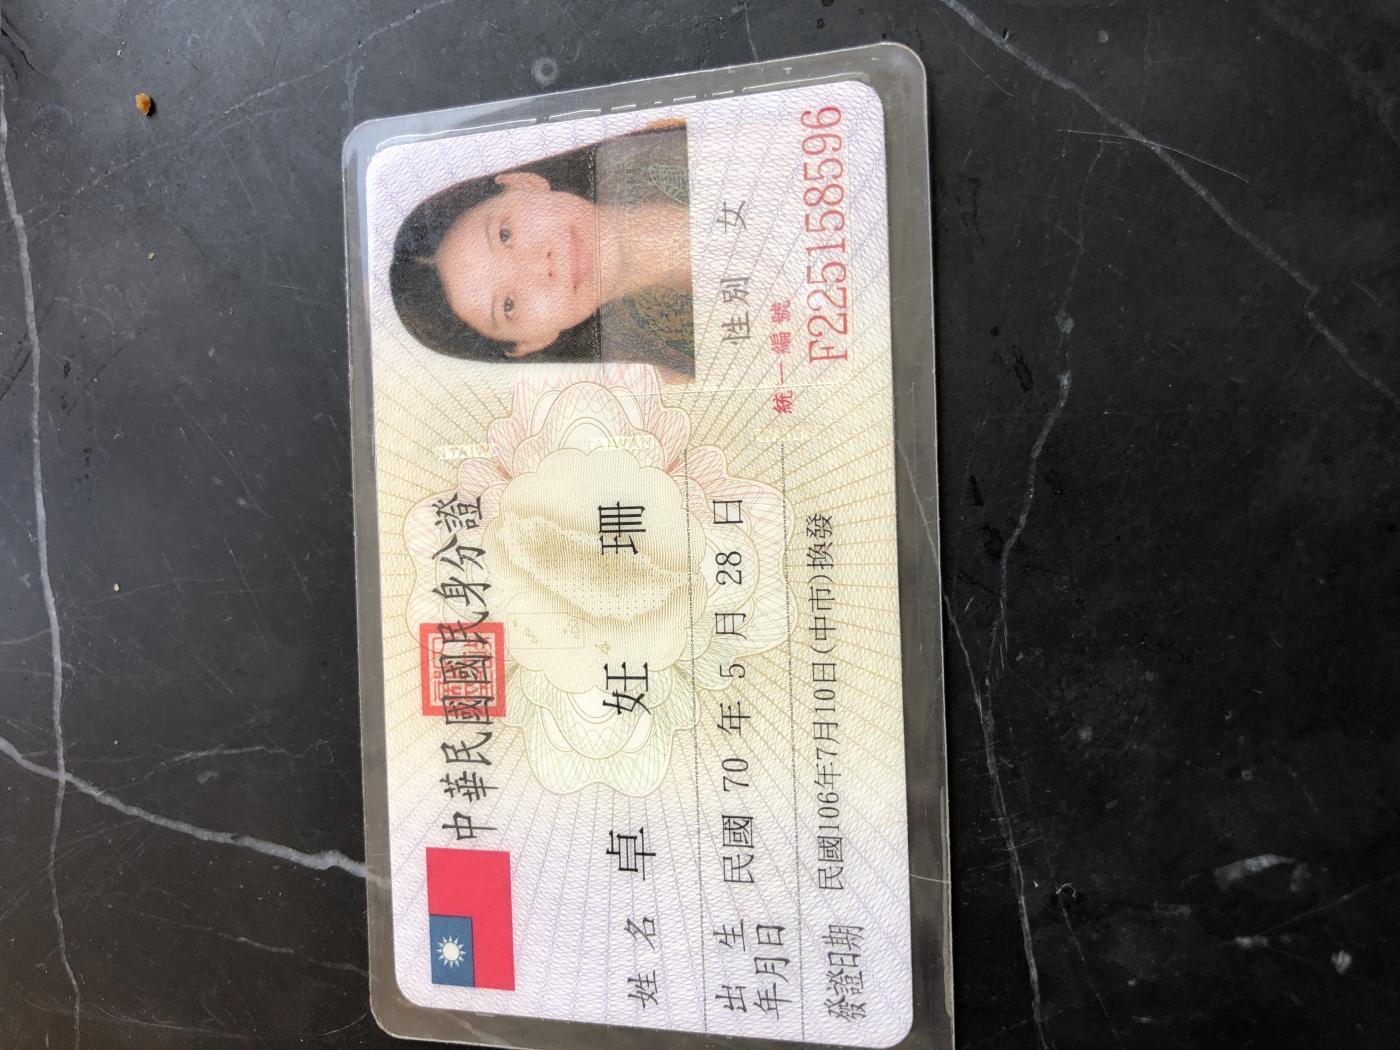 中華民國國民身分證
姓名 卓妊珊
出生年月日 民國 70 年 5 月 28 日
性別 女
發證日期 民國106年7月10日(中市)換發
統一編號
F225158596
TAIWAN
TAIWAN